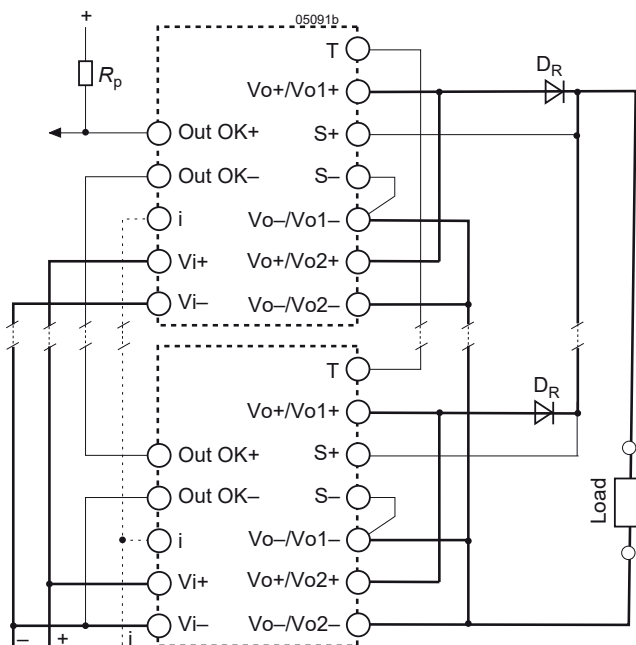 05091b
+
Rp
T
Vo+/Vo1+
DR
Out OK+
S+
Out OK–
S–
i
Vo–/Vo1–
Vi+
Vo+/Vo2+
Vi–
Vo–/Vo2–
T
Vo+/Vo1+
DR
Out OK+
S+
Out OK–
S–
Load
i
Vo–/Vo1–
Vi+
Vo+/Vo2+
Vi–
Vo–/Vo2–
–
+
i